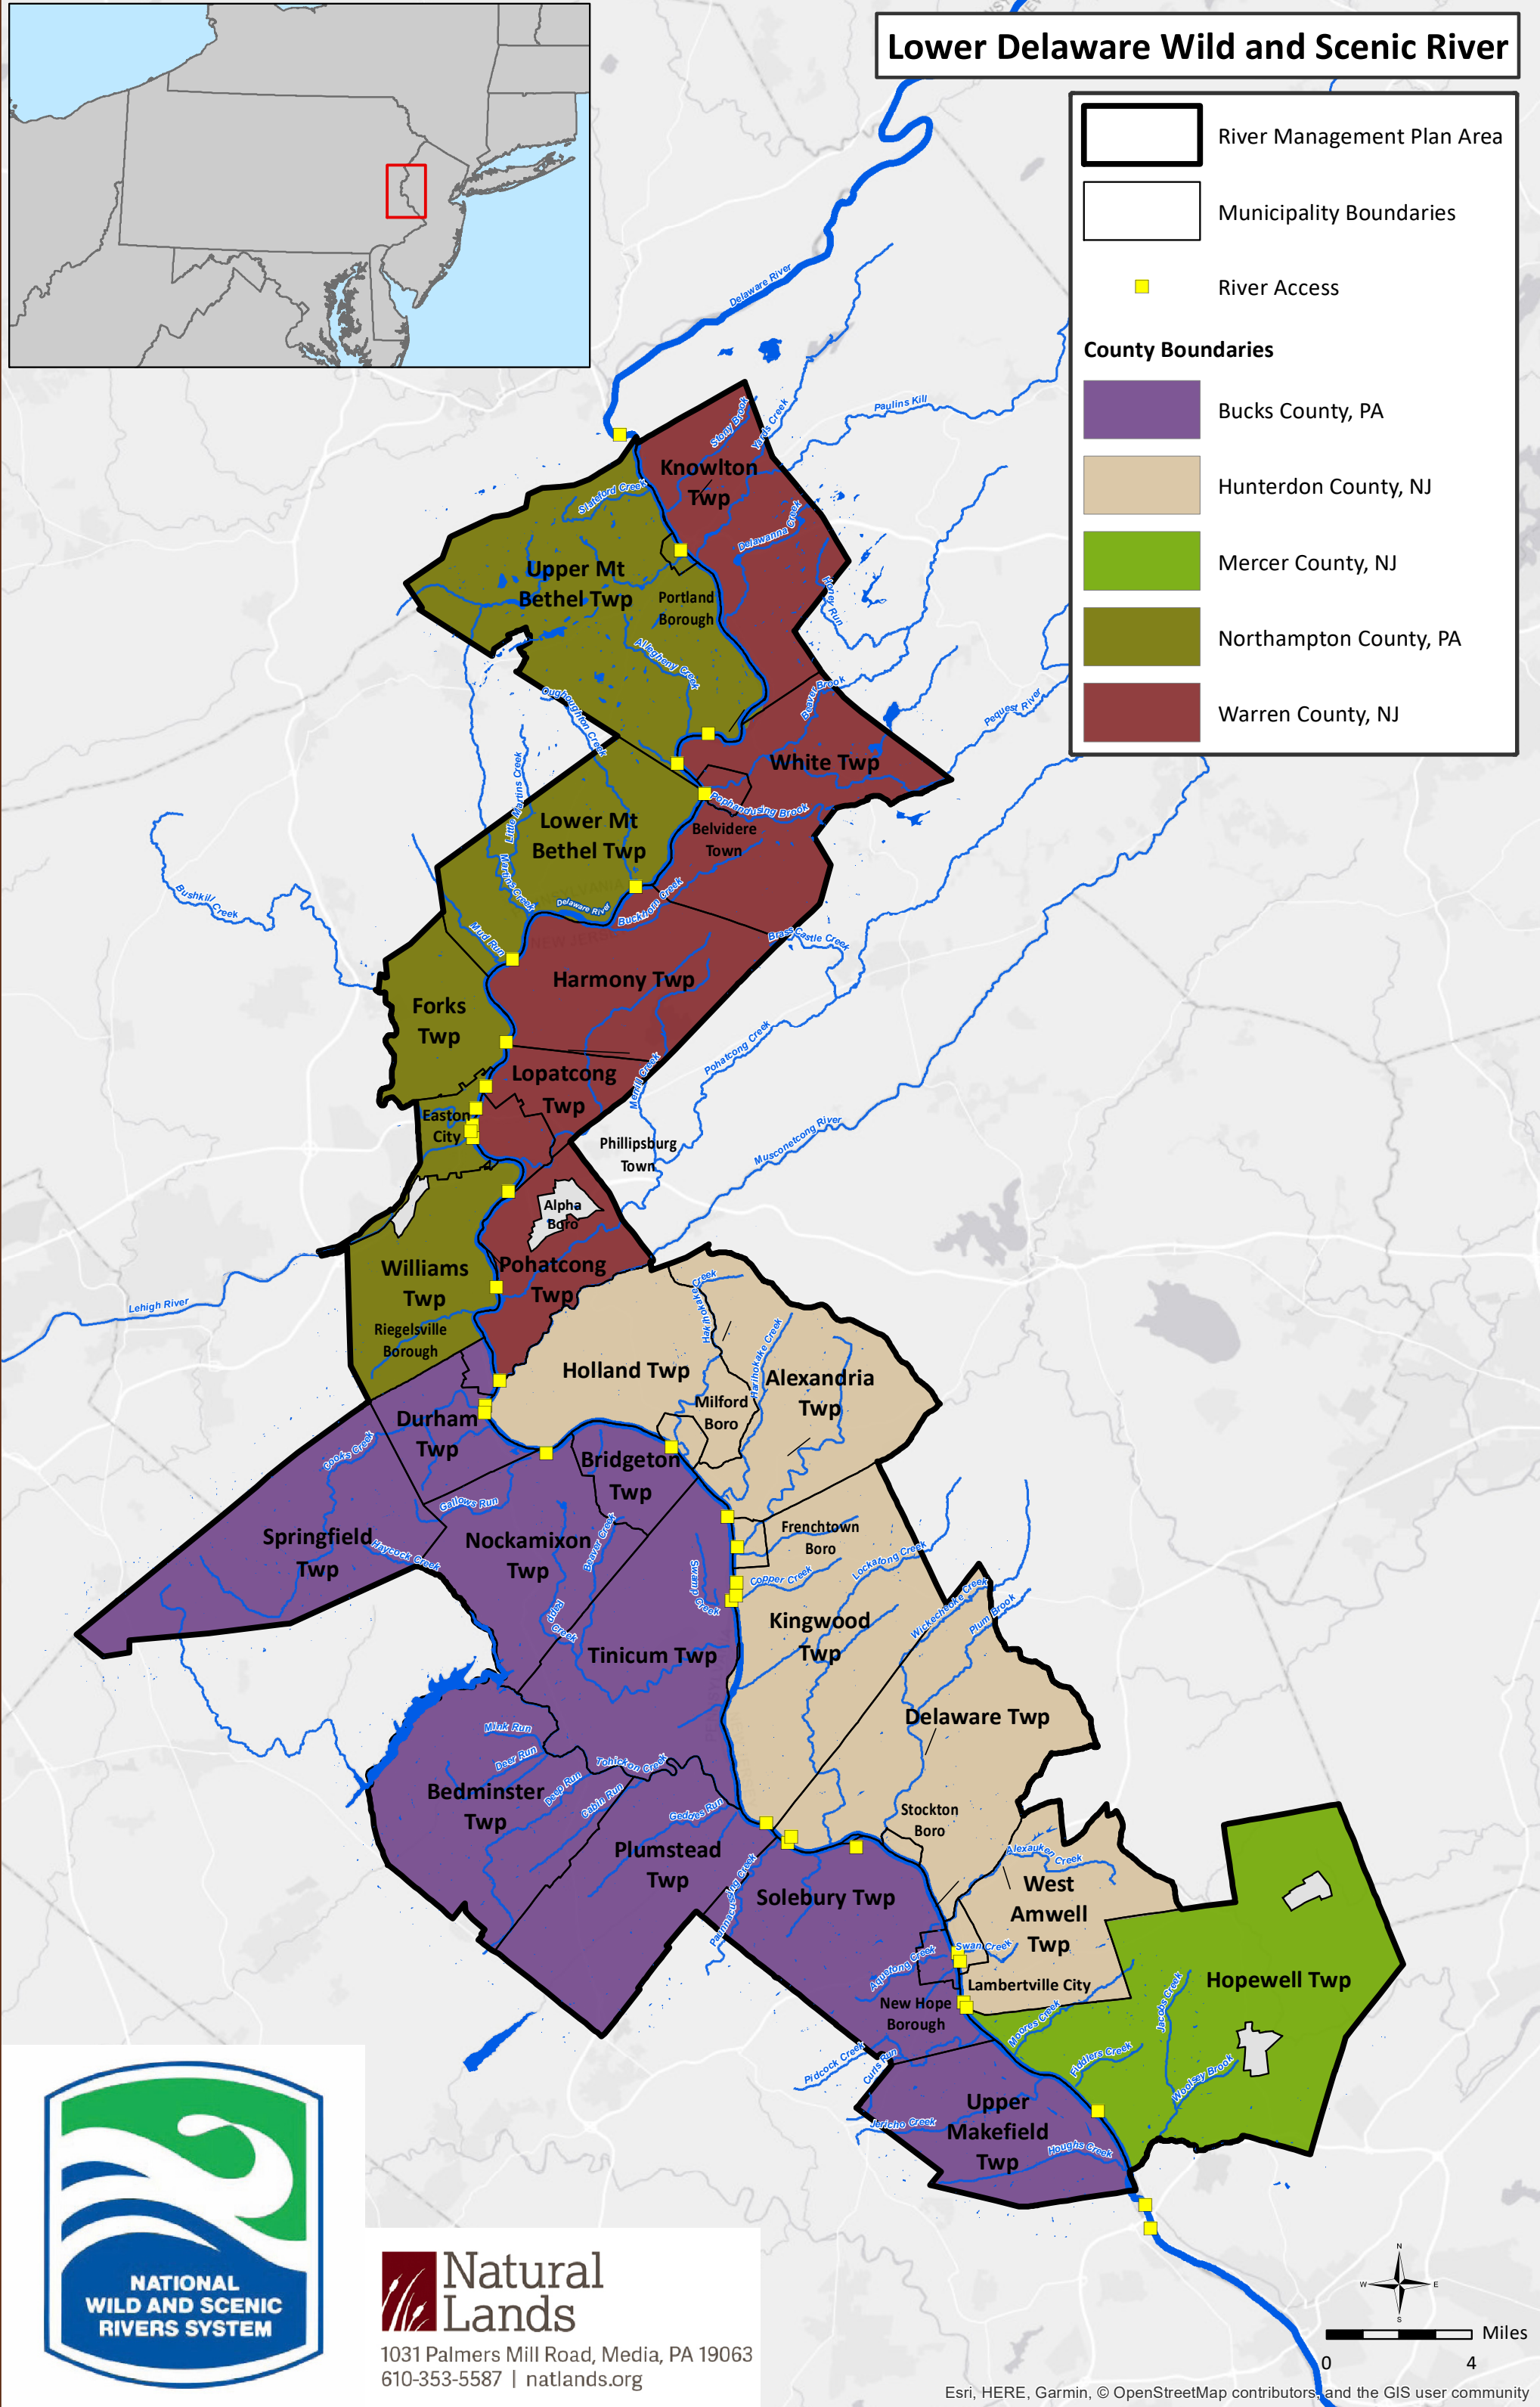 Lower Delaware Wild and Scenic River
River Management Plan Area
Municipality Boundaries
River Access
County Boundaries
Bucks County, PA
Hunterdon County, NJ
Mercer County, NJ
Northampton County, PA
Warren County, NJ
Delaware River
Paulins Kill
Stony Brook
Yards Creek
Knowlton
Twp
Slateford Creek
Delawanna Creek
Upper Mt
Bethel Twp
Portland
Borough
Honey Run
Allegheny Creek
Beaver Brook
Pequest River
Oughoughton Creek
White Twp
Little Martins Creek
Pophandusing Brook
Lower Mt
Bethel Twp
Belvidere
Town
Martins Creek
Bushkill Creek
Delaware River
Buckhorn Creek
Mud Run
Brass Castle Creek
NEW JERSEY
Harmony Twp
Forks
Twp
Pohatcong Creek
Lopatcong
Twp
Merrill Creek
Easton
City
Phillipsburg
Town
Musconetcong River
Alpha
Boro
Williams
Twp
Pohatcong
Twp
Lehigh River
Riegelsville
Borough
Hakihokake Creek
Harihokake Creek
Holland Twp
Alexandria
Twp
Milford
Boro
Durham
Twp
Cooks Creek
Bridgeton
Twp
Gallows Run
Springfield
Twp
Haycock Creek
Nockamixon
Twp
Beaver Creek
Frenchtown
Boro
Lockatong Creek
Swamp
Creek
Copper Creek
Wickecheoke Creek
Plum Brook
Kingwood
Twp
Creek
Tinicum Twp
Delaware Twp
Mink Run
Deer Run
Tohickon Creek
Bedminster
Twp
Deep Run
Cabin Run
Gedges Run
Stockton
Boro
Plumstead
Twp
Alexauken
Creek
Paunnacussing Creek
Solebury Twp
West
Amwell
Twp
Swan Creek
Aquetong Creek
Lambertville City
Hopewell Twp
New Hope
Borough
Moores Creek
Jacobs Creek
Pidcock Creek
Curls Run
Fiddlers Creek
Woolsey Brook
Upper
Makefield
Twp
Jericho Creek
Houghs Creek
NATIONAL
WILD AND SCENIC
RIVERS SYSTEM
Natural
Lands
1031 Palmers Mill Road, Media, PA 19063
610-353-5587 | natlands.org
N
W E
S
Miles
0 4
Esri, HERE, Garmin, © OpenStreetMap contributors, and the GIS user community